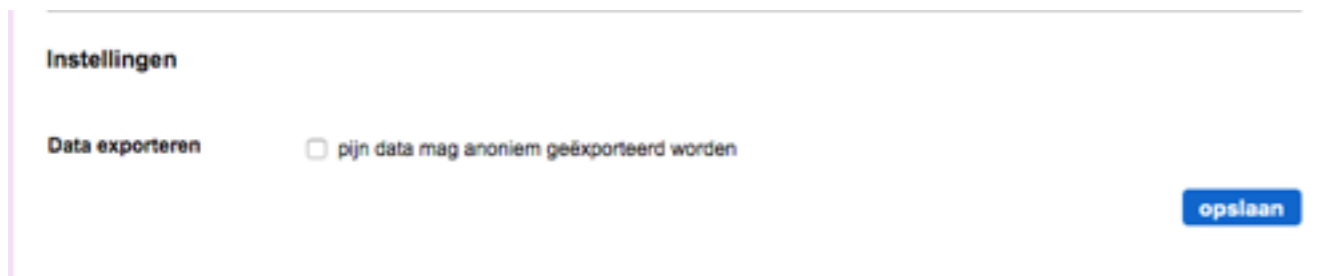 Instellingen
Data exporteren pijn data mag anoniem geëxporteerd worden
opslaan